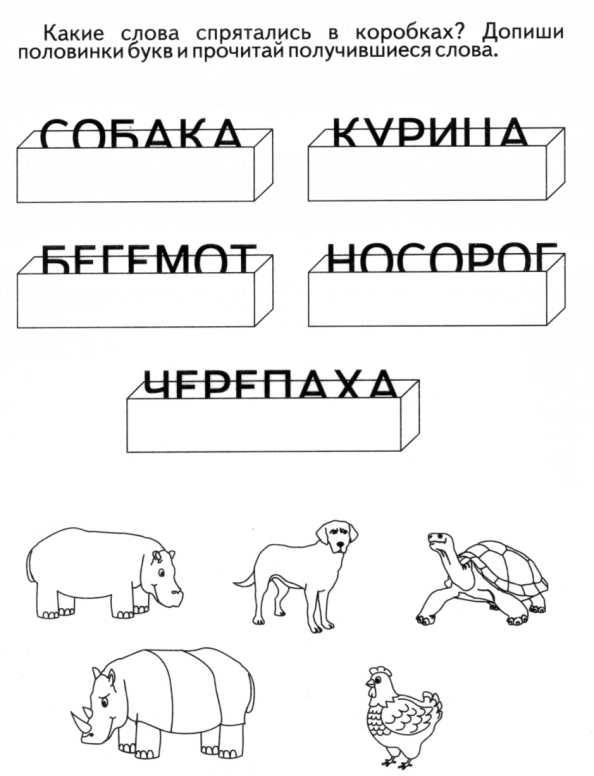 Какие слова спрятались в коробках? Допиши
половинки букв и прочитай получившиеся слова.
СОБАКА
КУРИЦА
БЕГЕМОТ
НОСОРОГ
ЧЕРЕПАХА